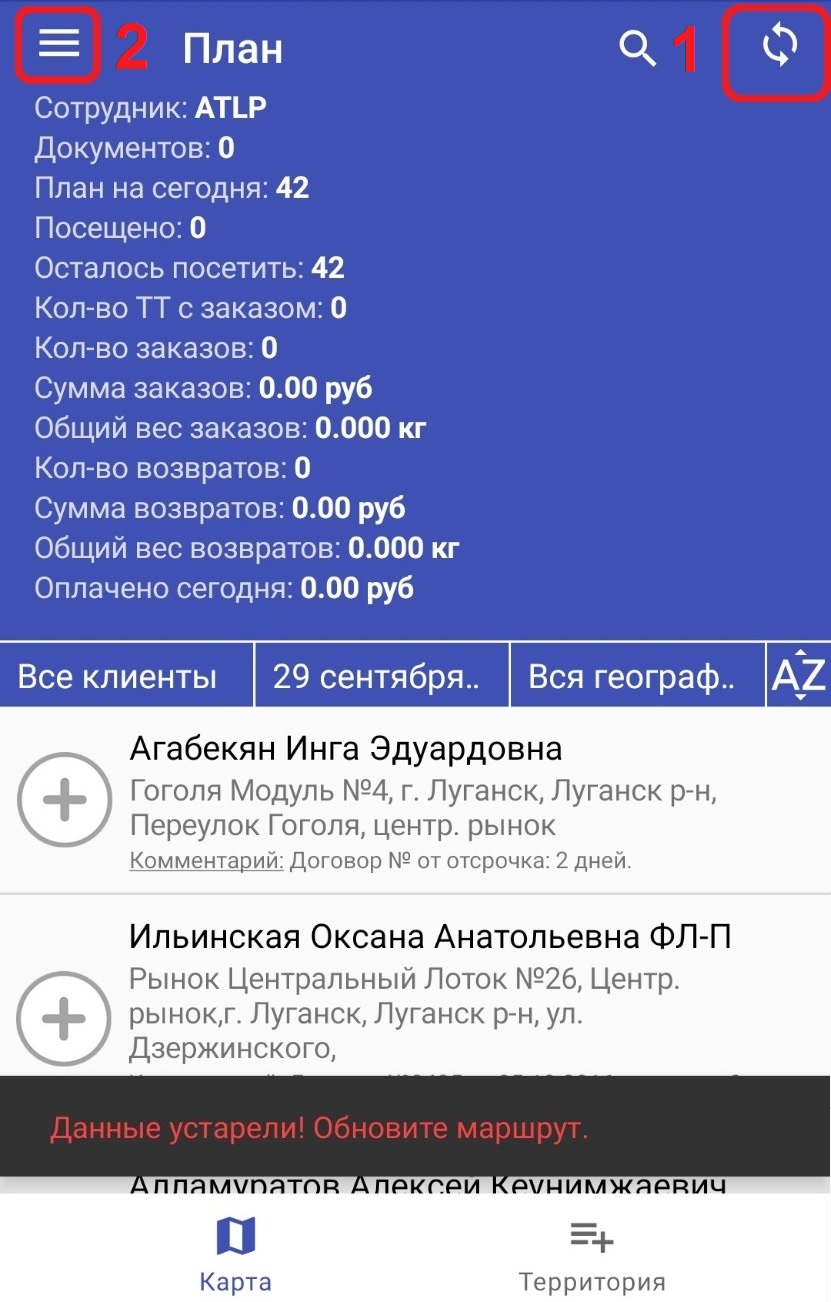 2 План 1
Сотрудник: ATLP
Документов: 0
План на сегодня: 42
Посещено: 0
Осталось посетить: 42
Кол-во ТТ с заказом: 0
Кол-во заказов: 0
Сумма заказов: 0.00 руб
Общий вес заказов: 0.000 кг
Кол-во возвратов: 0
Сумма возвратов: 0.00 руб
Общий вес возвратов: 0.000 кг
Оплачено сегодня: 0.00 руб
Все клиенты 29 сентября.. Вся географ.. AZ
Агабекян Инга Эдуардовна
Гоголя Модуль №4, г. Луганск, Луганск р-н,
Переулок Гоголя, центр. рынок
Комментарий: Договор № от отсрочка: 2 дней.
Ильинская Оксана Анатольевна ФЛ-П
Рынок Центральный Лоток №26, Центр.
рынок,г. Луганск, Луганск р-н, ул.
Дзержинского,
Данные устарели! Обновите маршрут.
Алламуратов Алексей Кеунимжаевич
Карта Территория